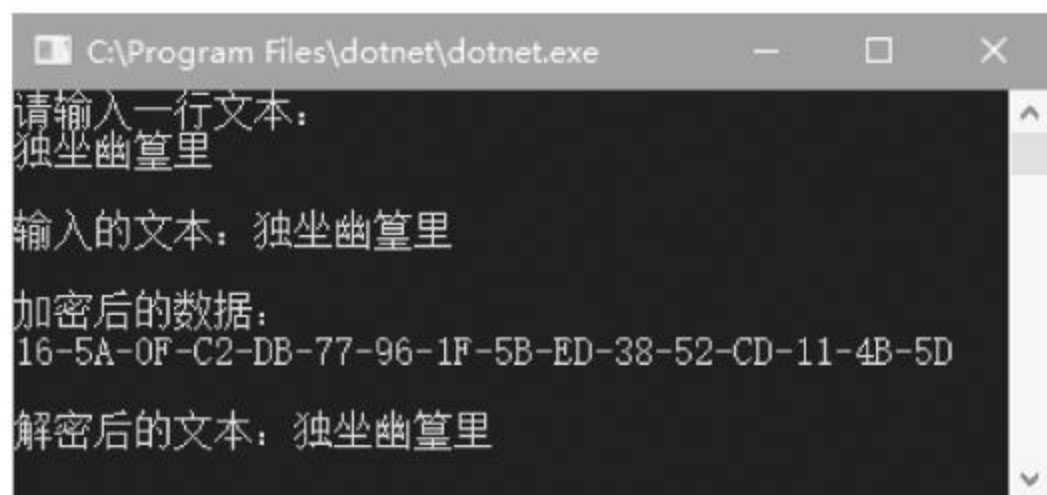 C:\Program Files\dotnet\dotnet.exe
请输入一行文本：
独坐幽篁里
输入的文本：独坐幽篁里
加密后的数据：
16-5A-0F-C2-DB-77-96-1F-5B-ED-38-52-CD-11-4B-5D
解密后的文本：独坐幽篁里